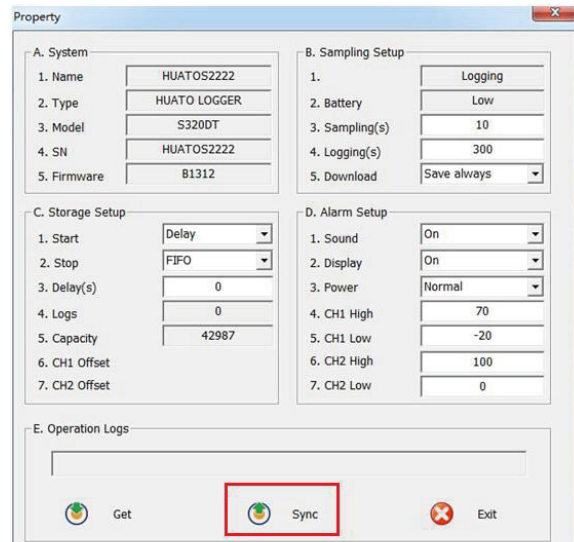 Property
A. System
1. Name HUATOS2222
2. Type HUATO LOGGER
3. Model S320DT
4. SN HUATOS2222
5. Firmware B1312
B. Sampling Setup
1. Logging
2. Battery Low
3. Sampling(s) 10
4. Logging(s) 300
5. Download Save always
C. Storage Setup
1. Start Delay
2. Stop FIFO
3. Delay(s) 0
4. Logs 0
5. Capacity 42987
6. CH1 Offset
7. CH2 Offset
D. Alarm Setup
1. Sound On
2. Display On
3. Power Normal
4. CH1 High 70
5. CH1 Low -20
6. CH2 High 100
7. CH2 Low 0
E. Operation Logs
Get Sync Exit